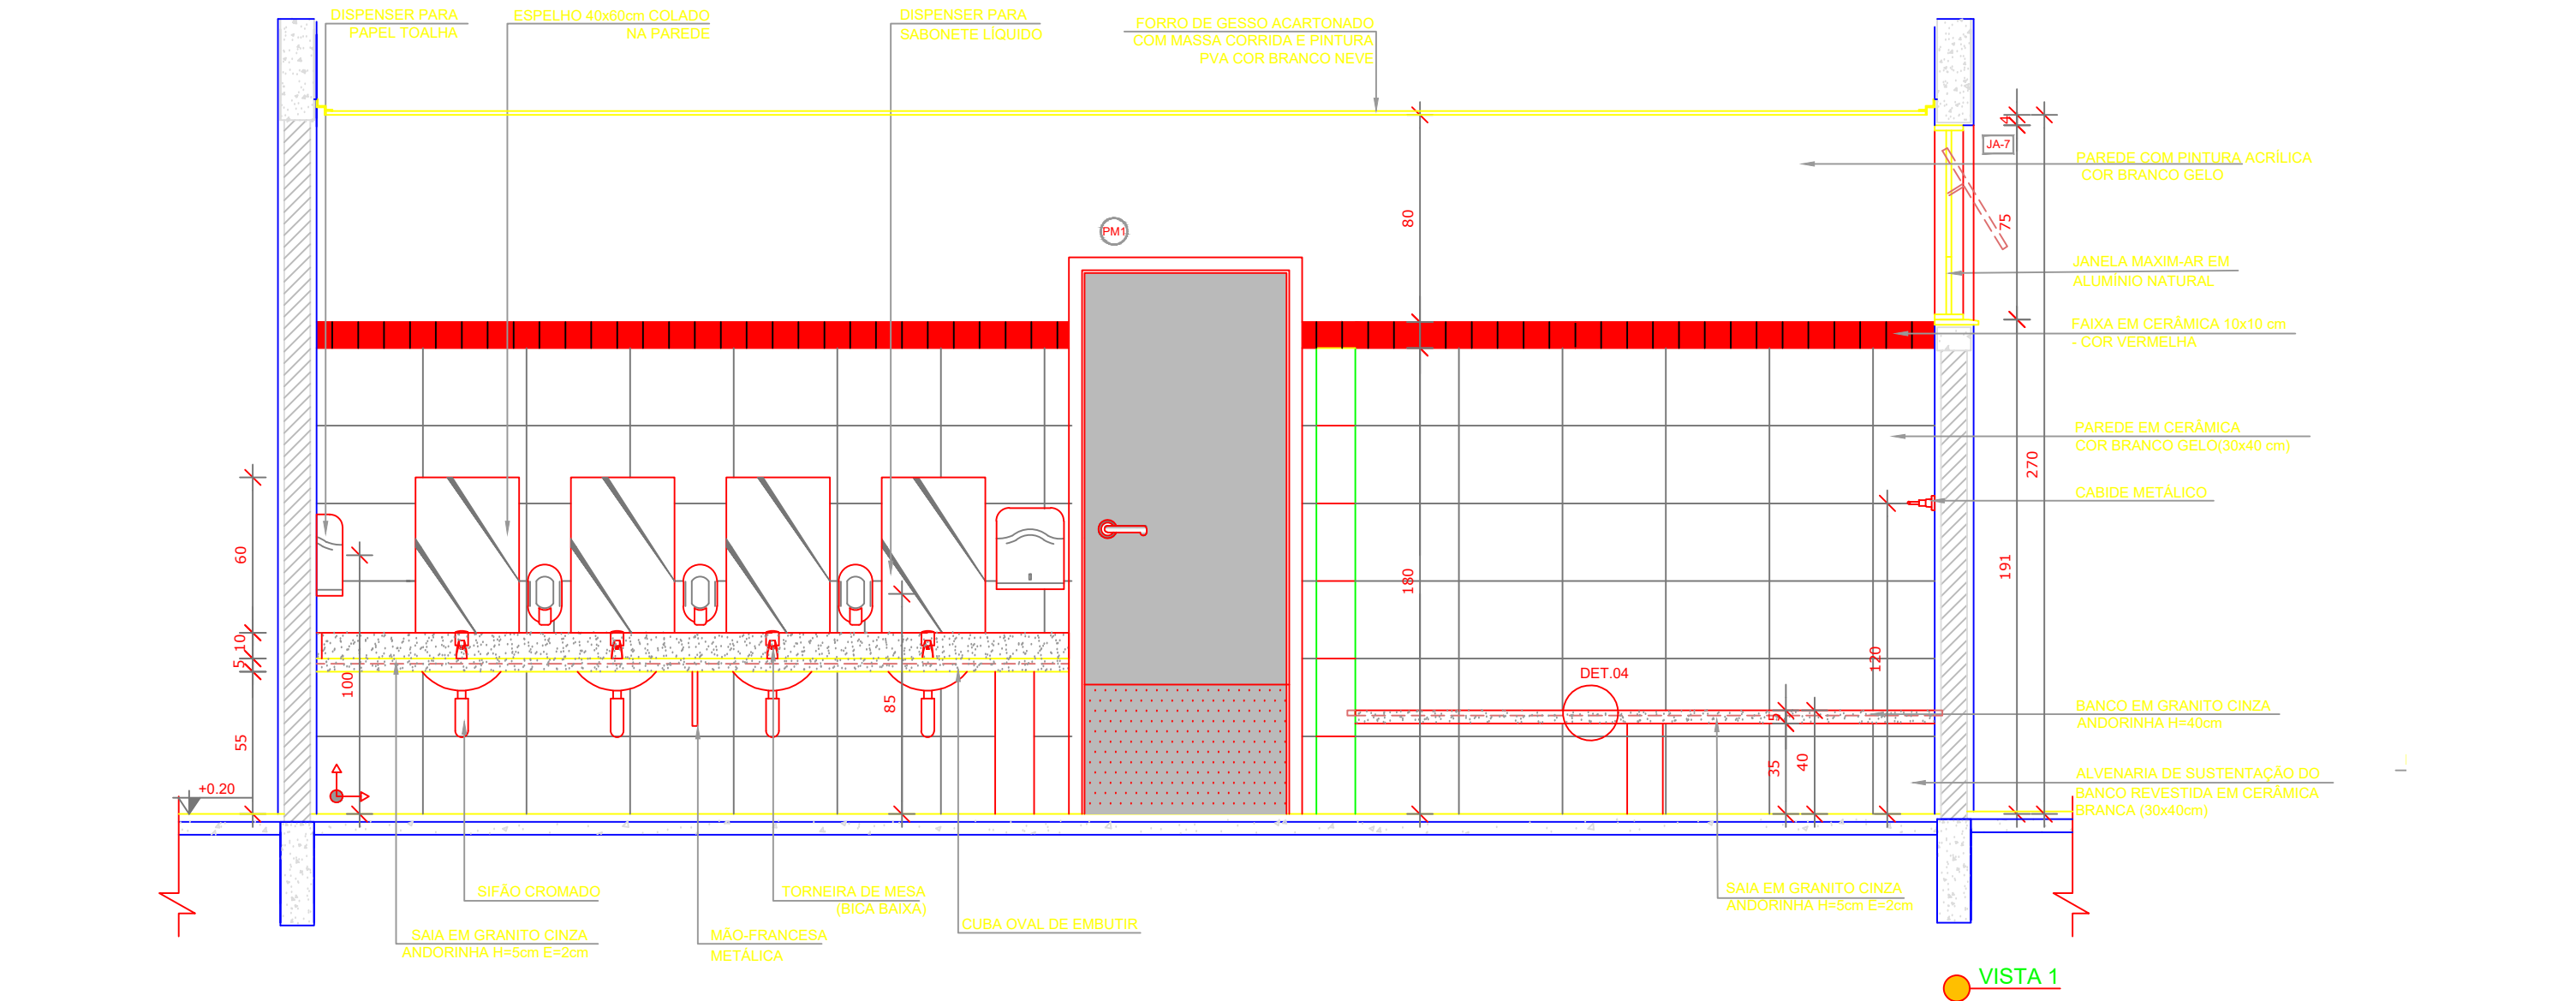 DISPENSER PARA
PAPEL TOALHA
ESPELHO 40x60cm COLADO
NA PAREDE
DISPENSER PARA
SABONETE LÍQUIDO
FORRO DE GESSO ACARTONADO
COM MASSA CORRIDA E PINTURA
PVA COR BRANCO NEVE
4
JA-7
PAREDE COM PINTURA ACRÍLICA
COR BRANCO GELO
80
75
PM1
JANELA MAXIM-AR EM
ALUMÍNIO NATURAL
FAIXA EM CERÂMICA 10x10 cm
- COR VERMELHA
PAREDE EM CERÂMICA
COR BRANCO GELO(30x40 cm)
270
CABIDE METÁLICO
60
180
191
10
5
100
85
120
DET.04
5
BANCO EM GRANITO CINZA
ANDORINHA H=40cm
55
35
40
+0.20
ALVENARIA DE SUSTENTAÇÃO DO
BANCO REVESTIDA EM CERÂMICA
BRANCA (30x40cm)
SIFÃO CROMADO
TORNEIRA DE MESA
(BICA BAIXA)
SAIA EM GRANITO CINZA
ANDORINHA H=5cm E=2cm
CUBA OVAL DE EMBUTIR
SAIA EM GRANITO CINZA
ANDORINHA H=5cm E=2cm
MÃO-FRANCESA
METÁLICA
VISTA 1